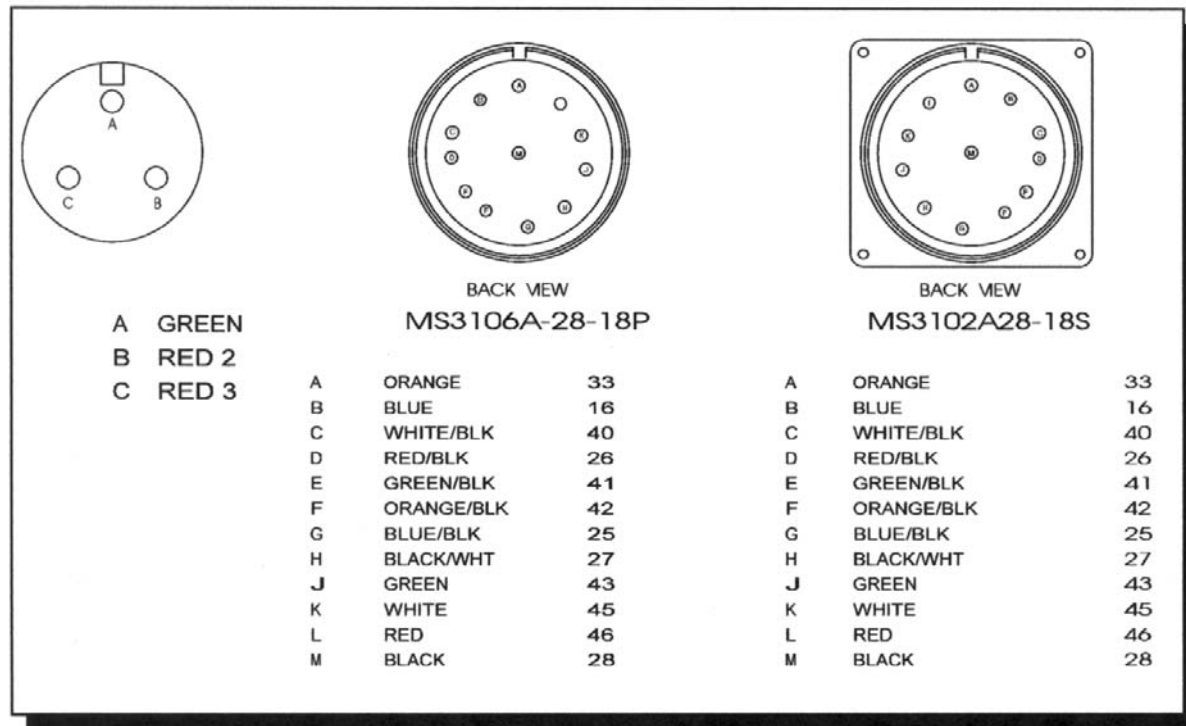 A
C B
A GREEN
B RED 2
C RED 3
A
K
C
D
J
H
M
BACK VIEW
MS3106A-28-18P
A ORANGE 33
B BLUE 16
C WHITE/BLK 40
D RED/BLK 26
E GREEN/BLK 41
F ORANGE/BLK 42
G BLUE/BLK 25
H BLACK/WHT 27
J GREEN 43
K WHITE 45
L RED 46
M BLACK 28
A
K
C
M
D
J
H
G
BACK VIEW
MS3102A28-18S
A ORANGE 33
B BLUE 16
C WHITE/BLK 40
D RED/BLK 26
E GREEN/BLK 41
F ORANGE/BLK 42
G BLUE/BLK 25
H BLACK/WHT 27
J GREEN 43
K WHITE 45
L RED 46
M BLACK 28